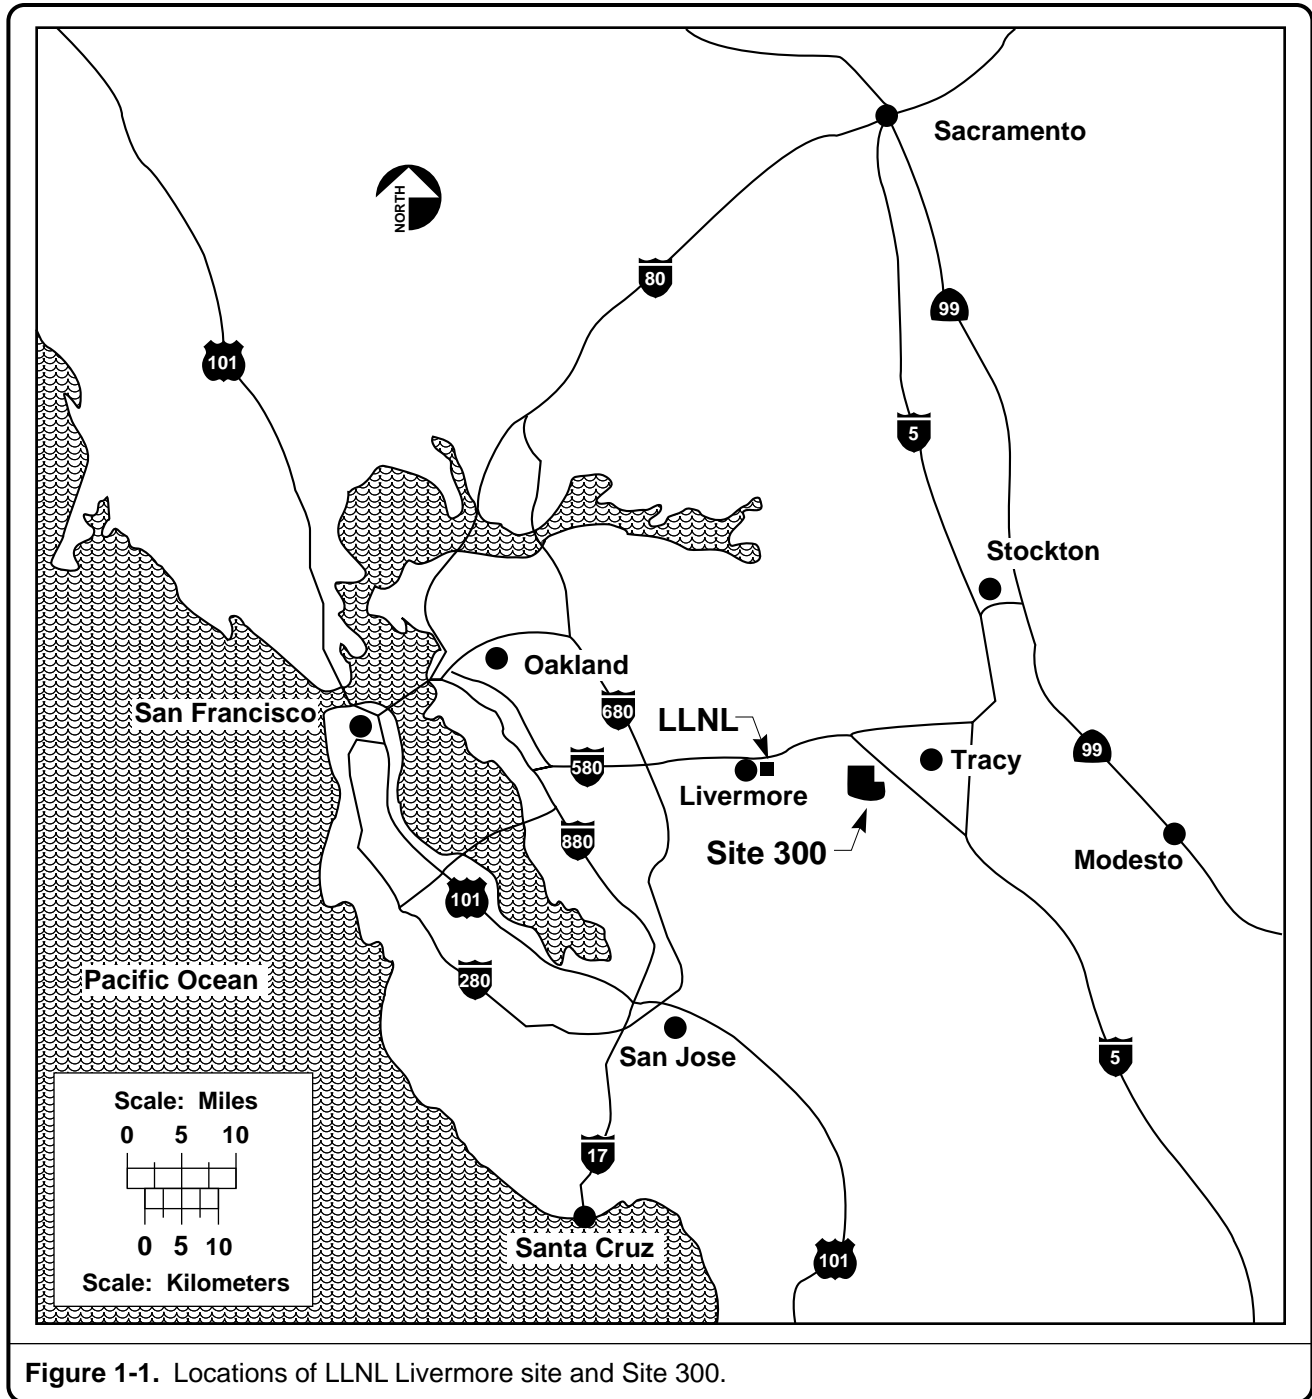 Sacramento
NORTH
80
99
101
5
Stockton
Oakland
San Francisco
680
LLNL
99
580
Tracy
Livermore
880
Site 300
Modesto
101
Pacific Ocean
280
San Jose
5
Scale: Miles
0 5 10
17
0 5 10
Santa Cruz
101
Scale: Kilometers
Figure 1-1. Locations of LLNL Livermore site and Site 300.